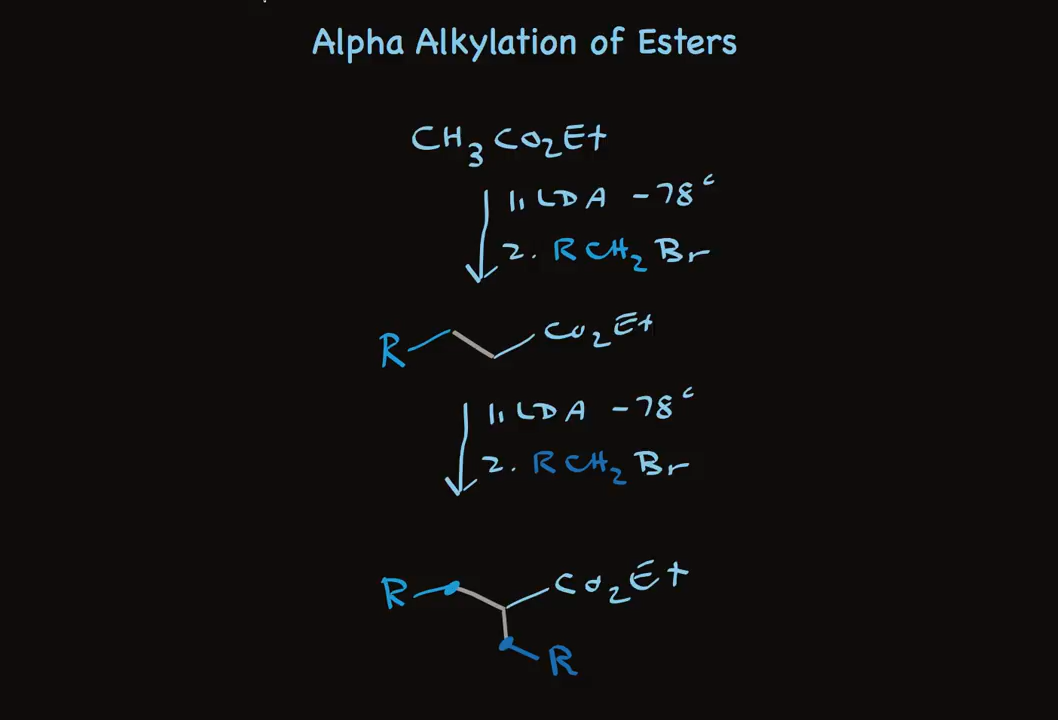 Alpha Alkylation of Esters
CH3CO2Et
1. LDA -78°
2. RCH2Br
R CO2Et
1. LDA -78°
2. RCH2Br
R CO2Et
R